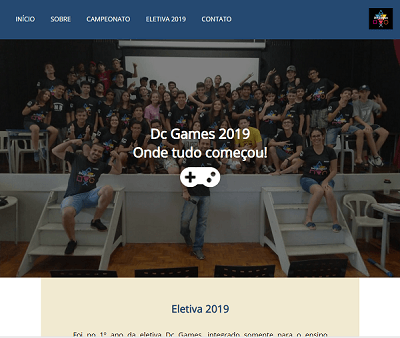 INÍCIO SOBRE CAMPEONATO ELETIVA 2019 CONTATO
Dc Games 2019
Onde tudo começou!
Eletiva 2019
Foi no 1º ano da eletiva Dc Games, integrado somente para o ensino